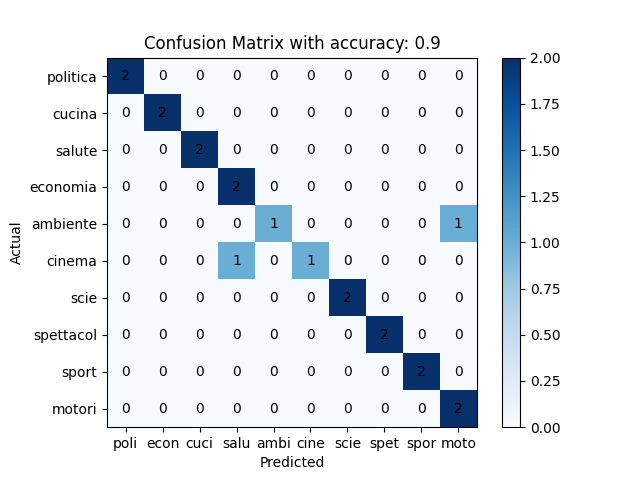 Confusion Matrix with accuracy: 0.9
politica 2 0 0 0 0 0 0 0 0 0
cucina 0 2 0 0 0 0 0 0 0 0
salute 0 0 2 0 0 0 0 0 0 0
economia 0 0 0 2 0 0 0 0 0 0
ambiente 0 0 0 0 1 0 0 0 0 1
cinema 0 0 0 1 0 1 0 0 0 0
scie 0 0 0 0 0 0 2 0 0 0
spettacol 0 0 0 0 0 0 0 2 0 0
sport 0 0 0 0 0 0 0 0 2 0
motori 0 0 0 0 0 0 0 0 0 2
poli econ cuci salu ambi cine scie spet spor moto
Predicted
Actual
2.00
1.75
1.50
1.25
1.00
0.75
0.50
0.25
0.00